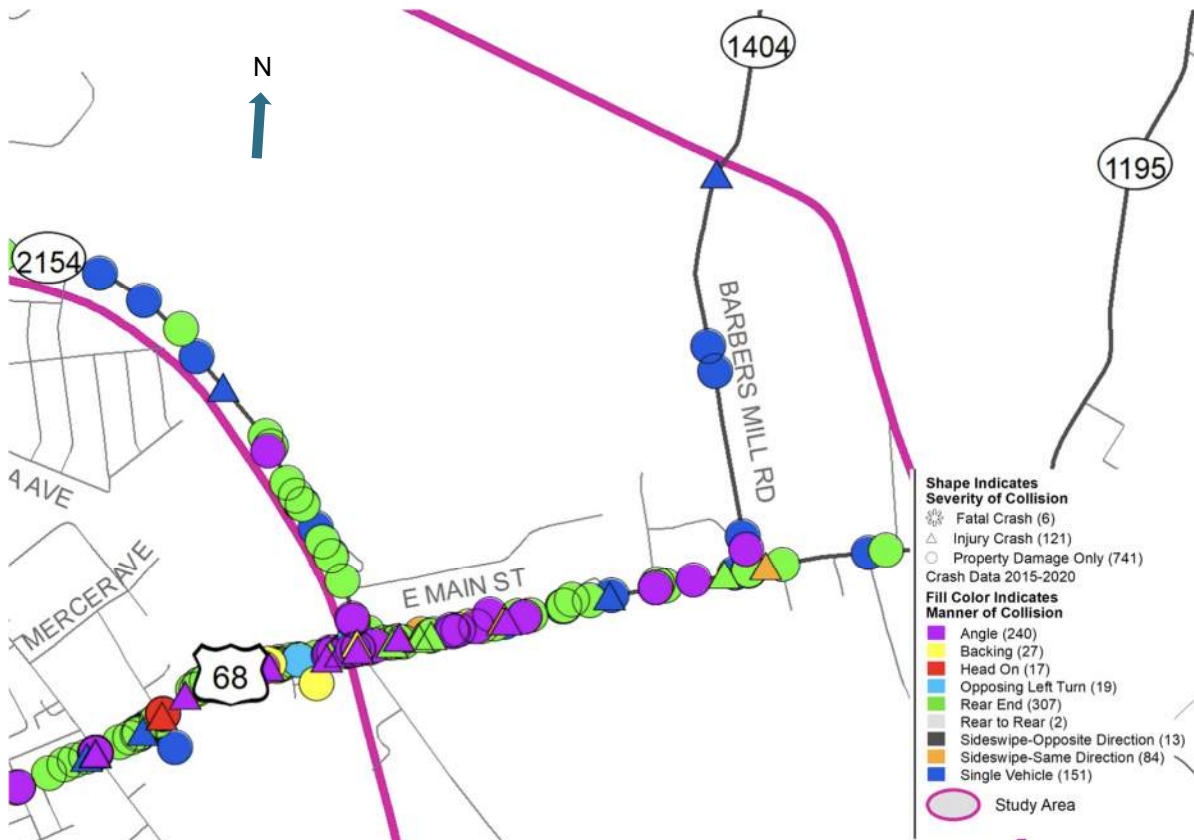 N
1404
1195
2154
BARBERS MILL RD
A AVE
MERCER AVE
E MAIN ST
68
Shape Indicates
Severity of Collision
Fatal Crash (6)
Injury Crash (121)
Property Damage Only (741)
Crash Data 2015-2020
Fill Color Indicates
Manner of Collision
Angle (240)
Backing (27)
Head On (17)
Opposing Left Turn (19)
Rear End (307)
Rear to Rear (2)
Sideswipe-Opposite Direction (13)
Sideswipe-Same Direction (84)
Single Vehicle (151)
Study Area